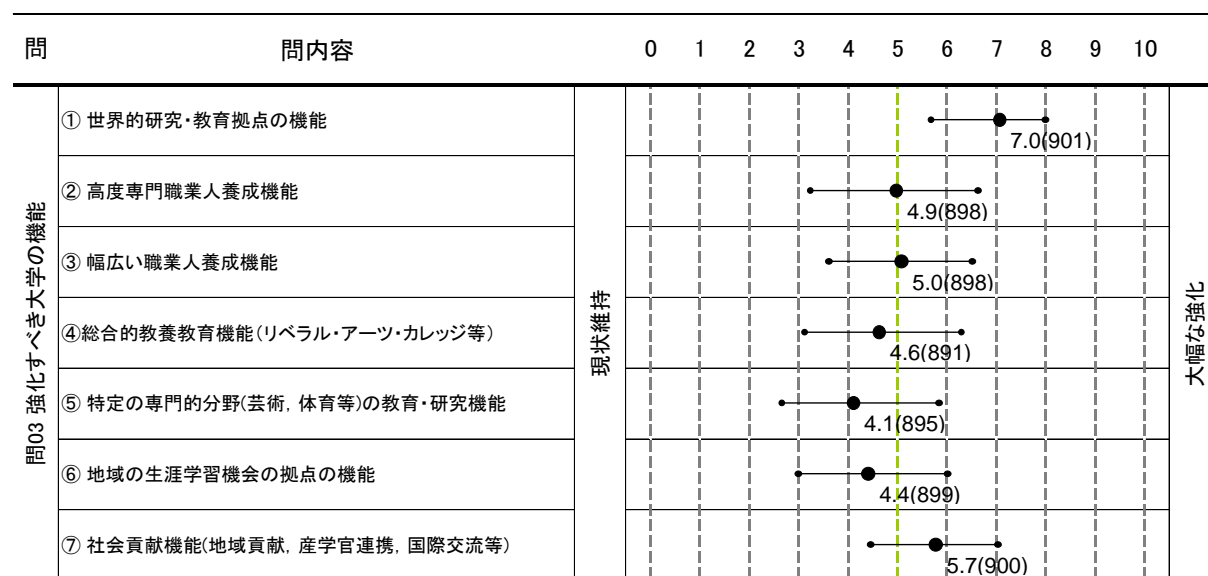 問 問内容 0 1 2 3 4 5 6 7 8 9 10
問03 強化すべき大学の機能
現状維持
大幅な強化
① 世界的研究・教育拠点の機能
7.0(901)
② 高度専門職業人養成機能
4.9(898)
③ 幅広い職業人養成機能
5.0(898)
④総合的教養教育機能(リベラル・アーツ・カレッジ等)
4.6(891)
⑤ 特定の専門的分野(芸術, 体育等)の教育・研究機能
4.1(895)
⑥ 地域の生涯学習機会の拠点の機能
4.4(899)
⑦ 社会貢献機能(地域貢献, 産学官連携, 国際交流等)
5.7(900)